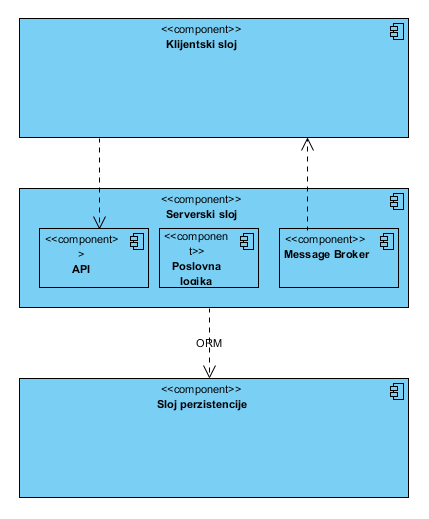 <<component>>
Klijentski sloj
<<component>>
Serverski sloj
<<component>
>
API
<<componen
t>>
Poslovna
logika
<<component>>
Message Broker
ORM
<<component>>
Sloj perzistencije